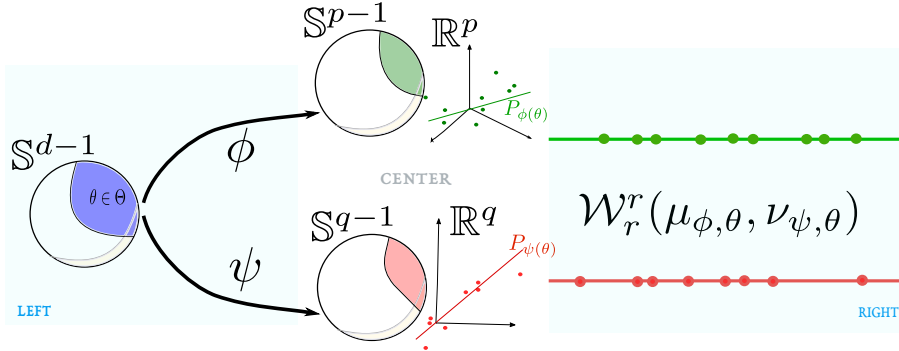 𝕊^{d−1}
θ ∈ Θ
LEFT
ϕ
ψ
𝕊^{p−1}
ℝ^p
P_{ϕ(θ)}
CENTER
𝕊^{q−1}
ℝ^q
P_{ψ(θ)}
𝒲_r^r(μ_{ϕ,θ}, ν_{ψ,θ})
RIGHT